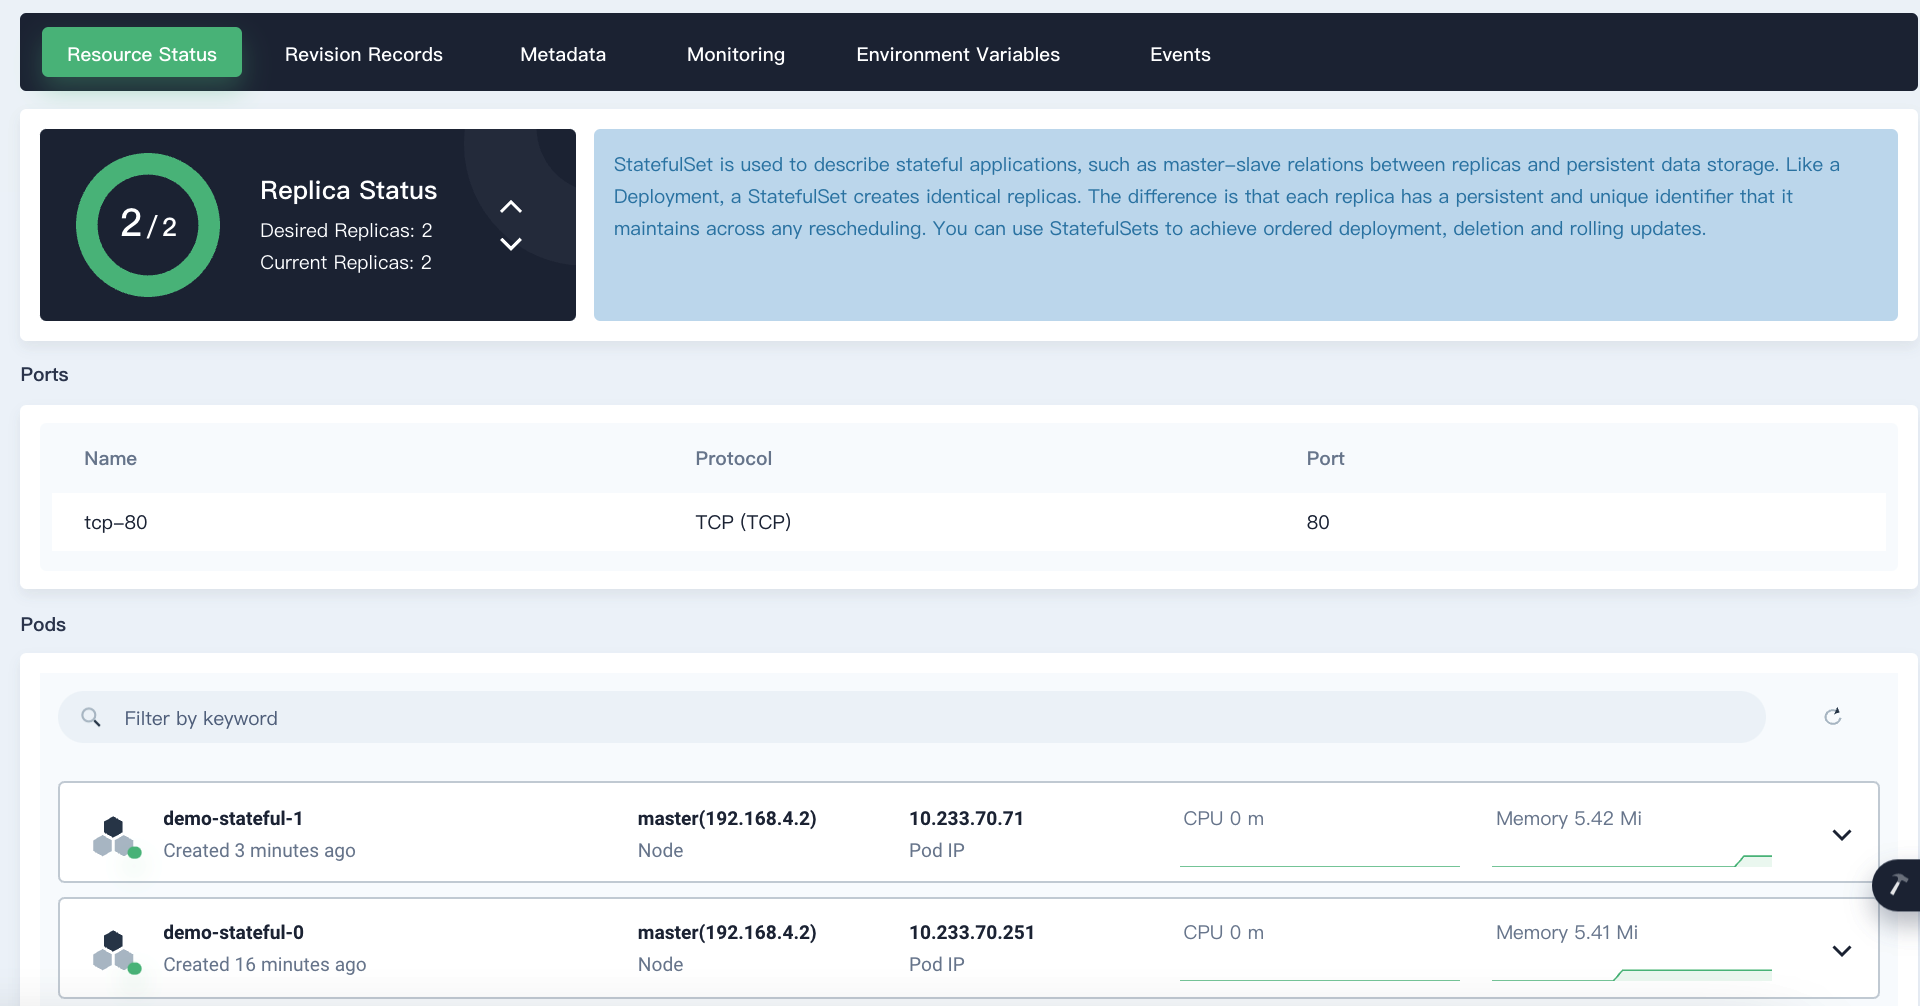 Resource Status Revision Records Metadata Monitoring Environment Variables Events
2/2
Replica Status
Desired Replicas: 2
Current Replicas: 2
StatefulSet is used to describe stateful applications, such as master-slave relations between replicas and persistent data storage. Like a
Deployment, a StatefulSet creates identical replicas. The difference is that each replica has a persistent and unique identifier that it
maintains across any rescheduling. You can use StatefulSets to achieve ordered deployment, deletion and rolling updates.
Ports
Name Protocol Port
tcp-80 TCP (TCP) 80
Pods
Filter by keyword
demo-stateful-1 master(192.168.4.2) 10.233.70.71 CPU 0 m Memory 5.42 Mi
Created 3 minutes ago Node Pod IP
demo-stateful-0 master(192.168.4.2) 10.233.70.251 CPU 0 m Memory 5.41 Mi
Created 16 minutes ago Node Pod IP